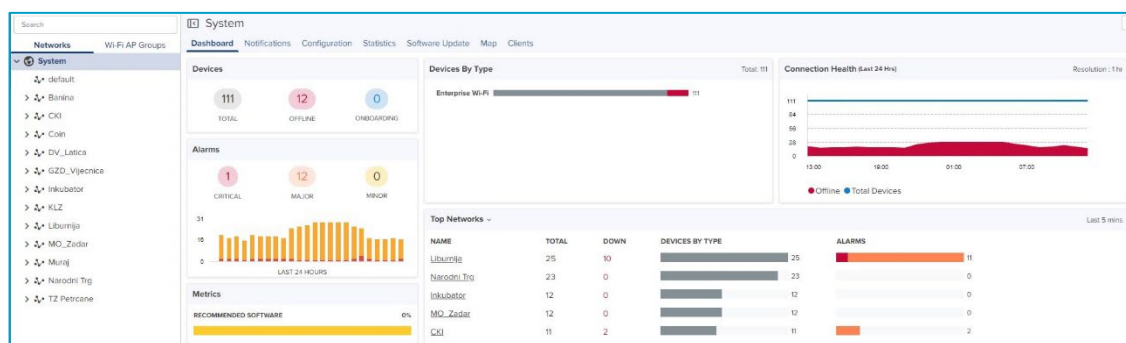 Search
Networks Wi-Fi AP Groups
System
default
Banina
CKI
Coin
DV_Latica
GZD_Vijecnica
Inkubator
KLZ
Liburnija
MO_Zadar
Muraj
Narodni Trg
TZ Petrcane
System
Dashboard Notifications Configuration Statistics Software Update Map Clients
Devices
111 12 0
TOTAL OFFLINE ONBOARDING
Alarms
1 12 0
CRITICAL MAJOR MINOR
31
16
0
LAST 24 HOURS
Metrics
RECOMMENDED SOFTWARE 0%
Devices By Type Total: 111
Enterprise Wi-Fi 111
Connection Health (Last 24 Hrs) Resolution : 1 hr
111
84
56
28
0
13:00 19:00 01:00 07:00
Offline Total Devices
Top Networks Last 5 mins
NAME TOTAL DOWN DEVICES BY TYPE ALARMS
Liburnija 25 10 25 11
Narodni Trg 23 0 23 0
Inkubator 12 0 12 0
MO_Zadar 12 0 12 0
CKI 11 2 11 2